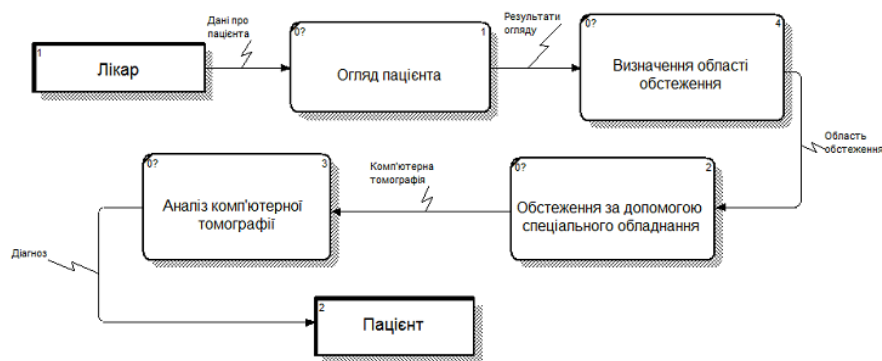 Дані про
пацієнта
Результати
огляду
1
Лікар
0?
1
Огляд пацієнта
0?
4
Визначення області
обстеження
Область
обстеження
0?
3
Аналіз комп'ютерної
томографії
Комп'ютерна
томографія
0?
2
Обстеження за допомогою
спеціального обладнання
Діагноз
2
Пацієнт